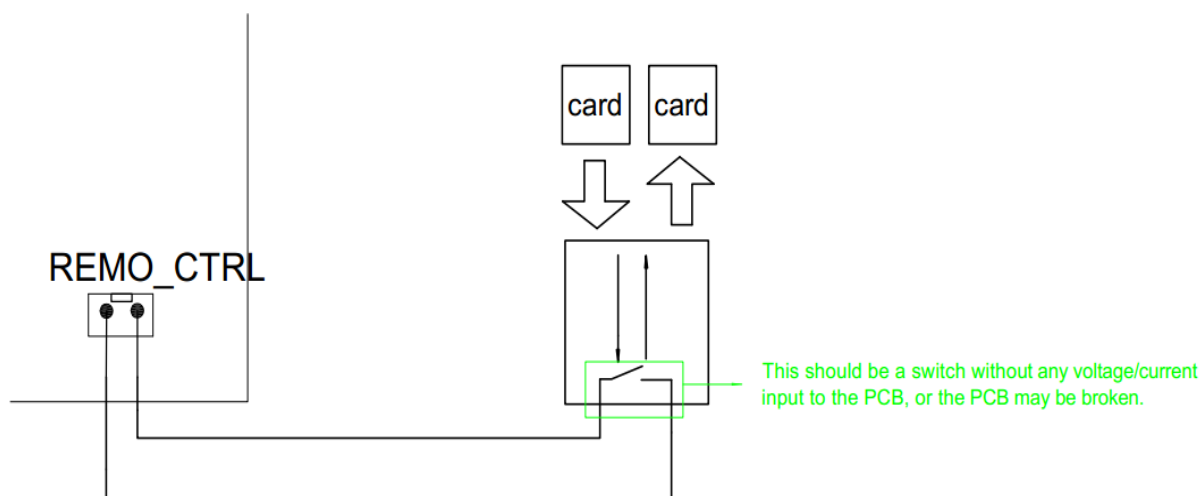 card card
REMO_CTRL
This should be a switch without any voltage/current
input to the PCB, or the PCB may be broken.